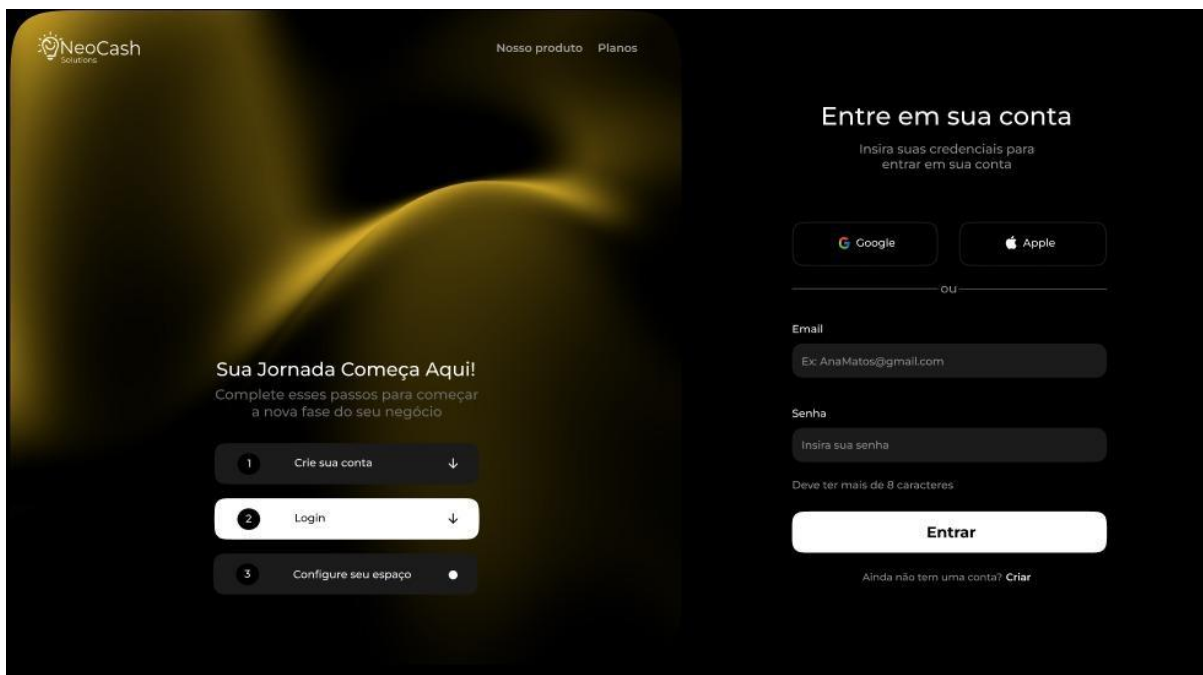 NeoCash
Solutions
Nosso produto Planos
Sua Jornada Começa Aqui!
Complete esses passos para começar
a nova fase do seu negócio
1 Crie sua conta
2 Login
3 Configure seu espaço
Entre em sua conta
Insira suas credenciais para
entrar em sua conta
Google Apple
ou
Email
Ex: AnaMatos@gmail.com
Senha
Insira sua senha
Deve ter mais de 8 caracteres
Entrar
Ainda não tem uma conta? Criar